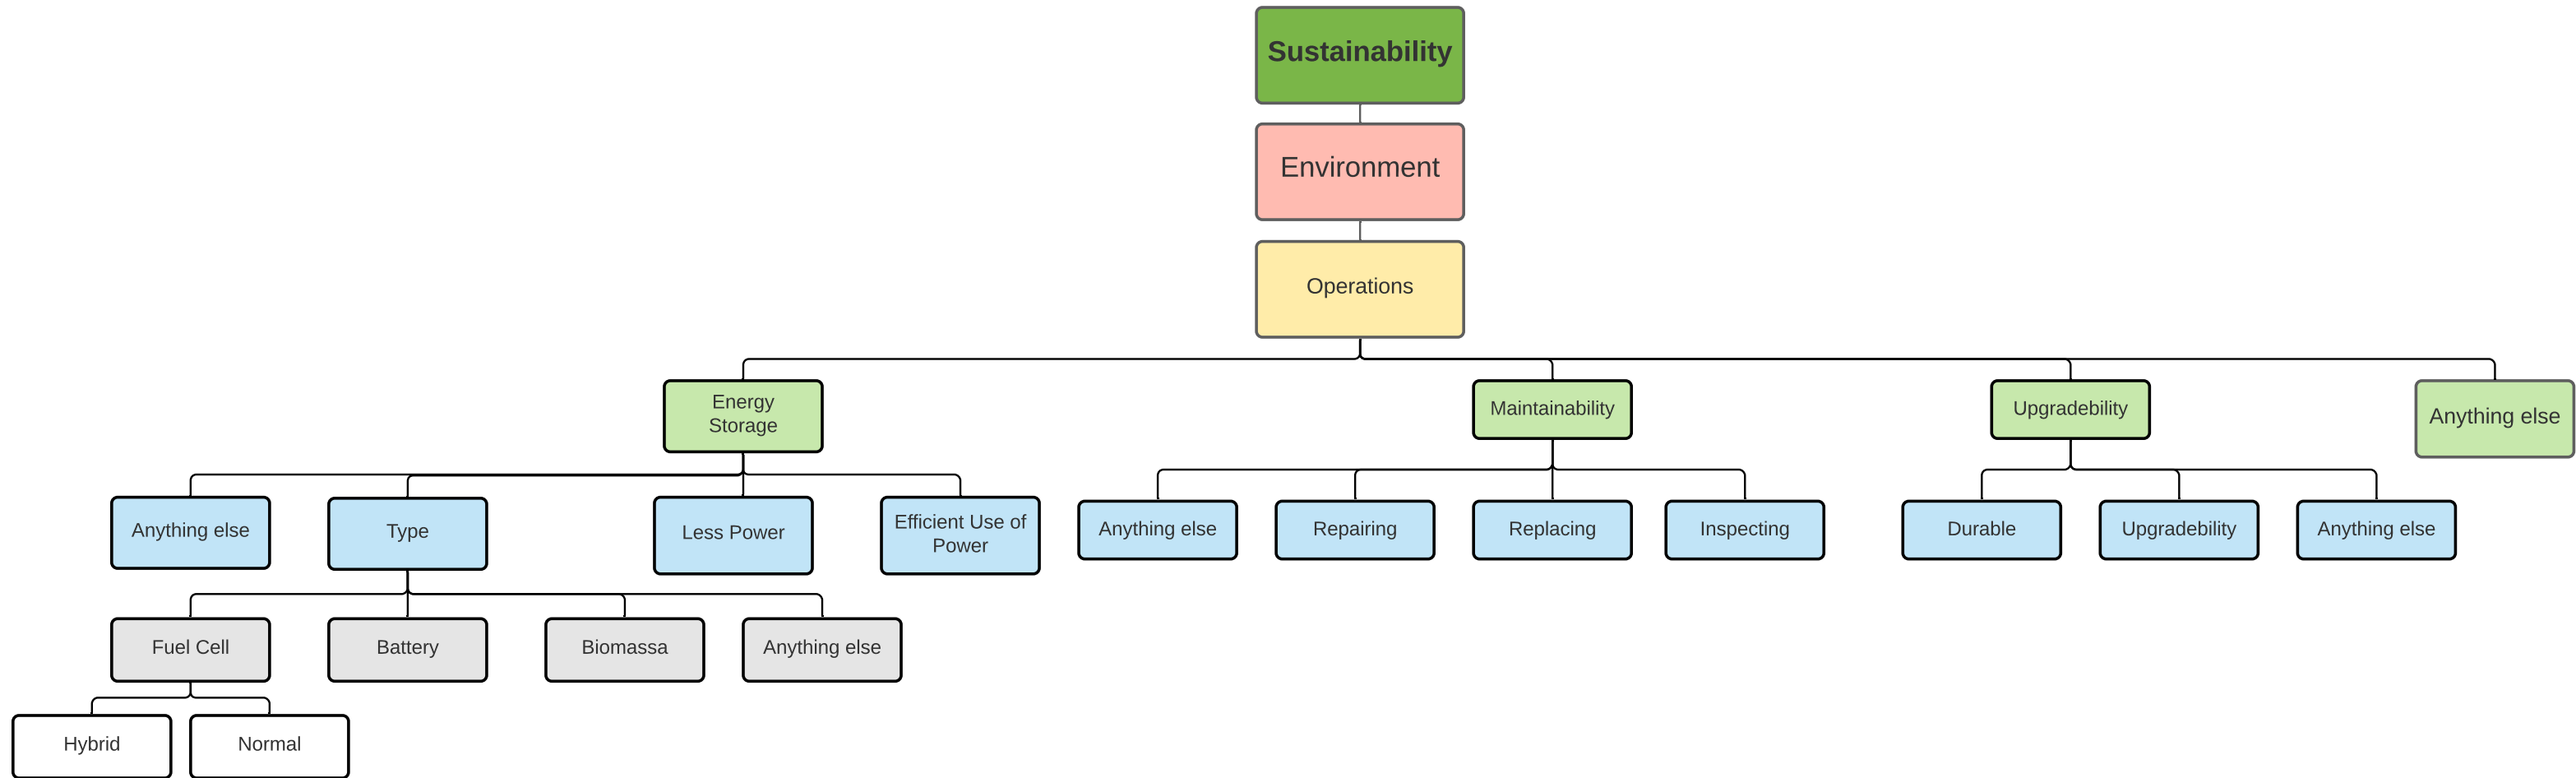 Sustainability
Environment
Operations
Energy
Storage
Maintainability
Upgradebility
Anything else
Anything else
Type
Less Power
Efficient Use of
Power
Anything else
Repairing
Replacing
Inspecting
Durable
Upgradebility
Anything else
Fuel Cell
Battery
Biomassa
Anything else
Hybrid
Normal